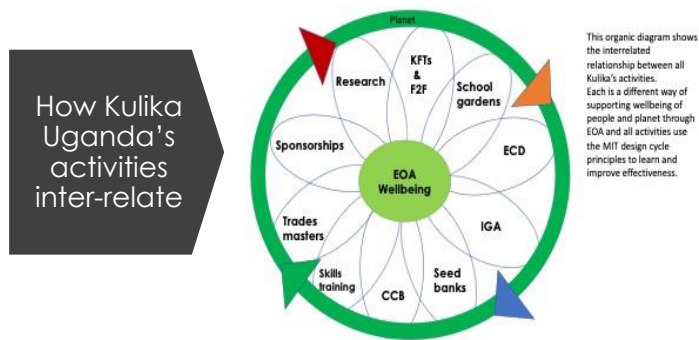 How Kulika
Uganda's
activities
inter-relate
Planet
KFTs
&
F2F
School
gardens
ECD
IGA
Seed
banks
CCB
Skills
training
Trades
masters
Sponsorships
Research
EOA
Wellbeing
This organic diagram shows
the interrelated
relationship between all
Kulika's activities.
Each is a different way of
supporting wellbeing of
people and planet through
EOA and all activities use
the MIT design cycle
principles to learn and
improve effectiveness.